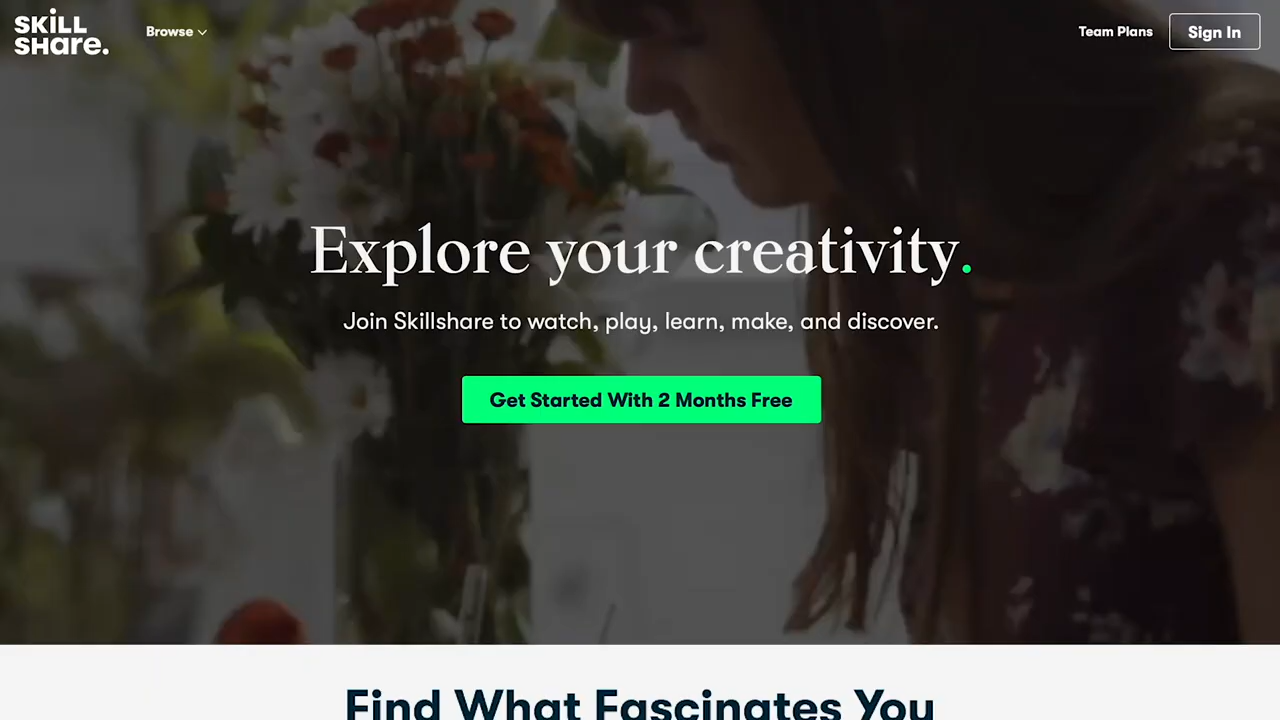 SKiLL
SHare.
Browse
Team Plans
Sign In
Explore your creativity.
Join Skillshare to watch, play, learn, make, and discover.
Get Started With 2 Months Free
Find What Fascinates You